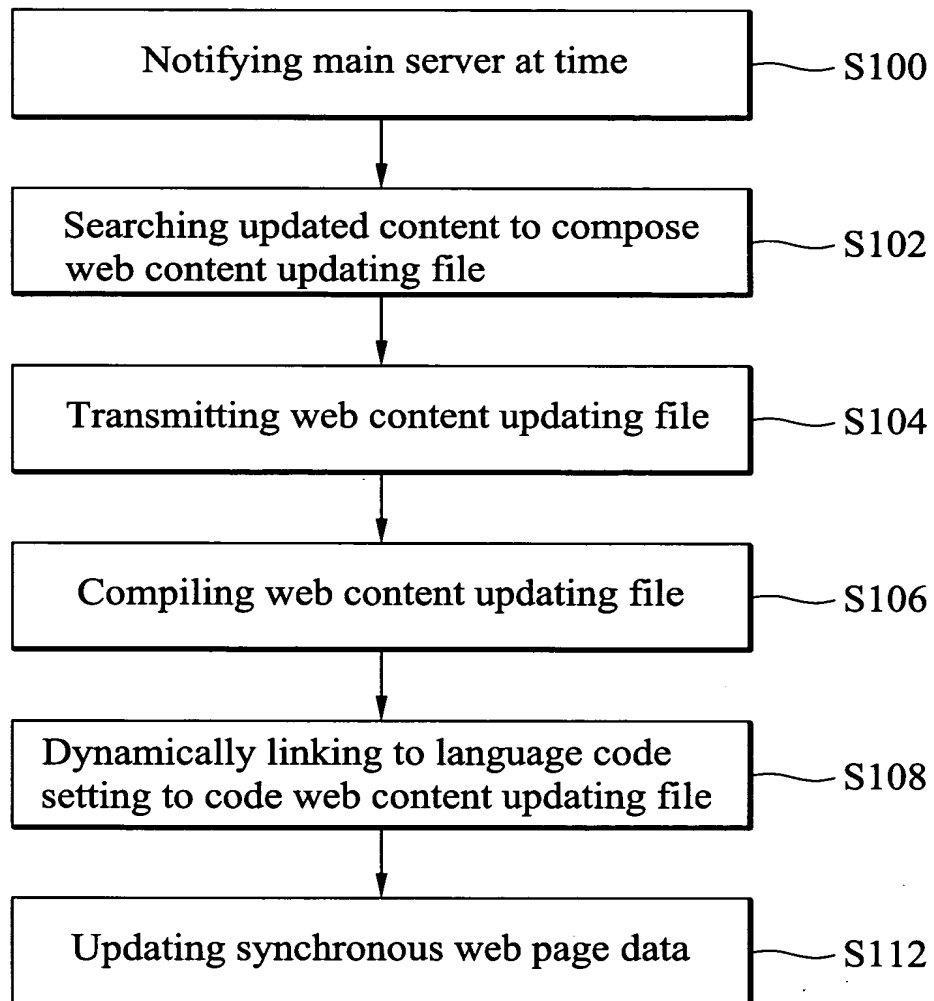 Notifying main server at time
S100
Searching updated content to compose
web content updating file
S102
Transmitting web content updating file
S104
Compiling web content updating file
S106
Dynamically linking to language code
setting to code web content updating file
S108
Updating synchronous web page data
S112